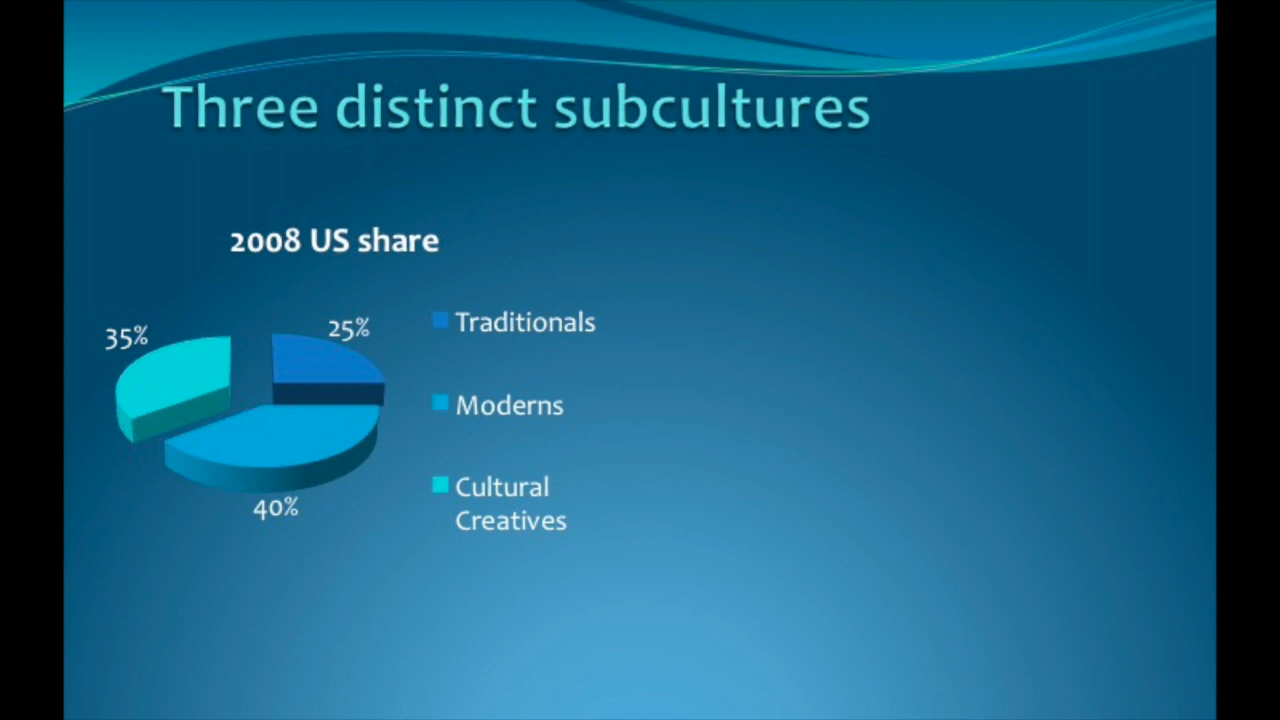 Three distinct subcultures
2008 US share
35%
25%
40%
Traditionals
Moderns
Cultural
Creatives